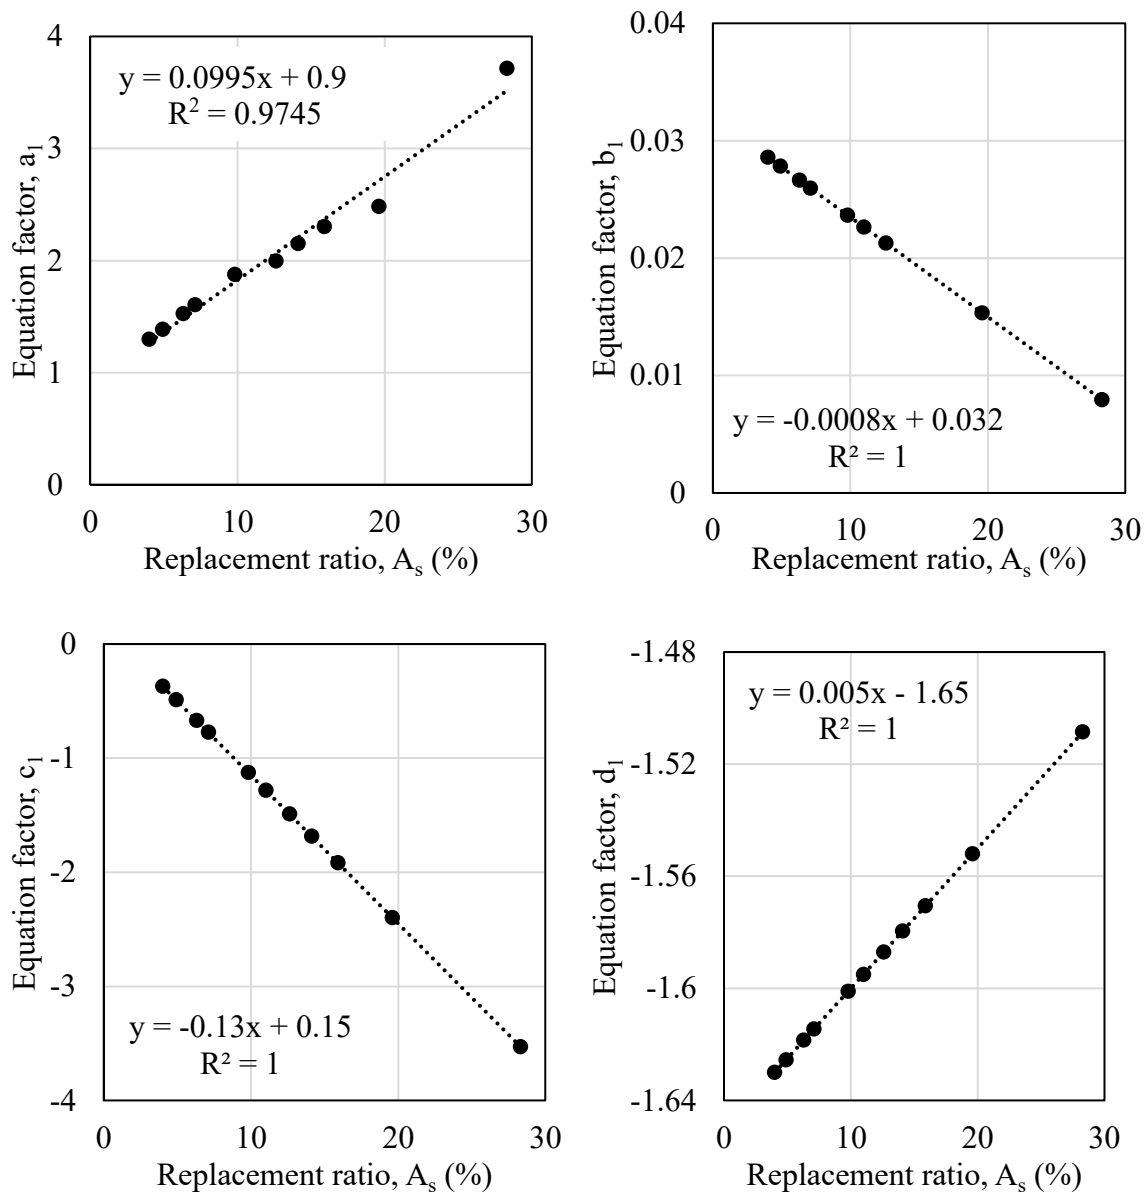 4
3
2
1
0
0
10
20
30
y = 0.0995x + 0.9
R² = 0.9745
Equation factor, a₁
Replacement ratio, Aₛ (%)
0.04
0.03
0.02
0.01
0
0
10
20
30
y = -0.0008x + 0.032
R² = 1
Equation factor, b₁
Replacement ratio, Aₛ (%)
0
-1
-2
-3
-4
0
10
20
30
y = -0.13x + 0.15
R² = 1
Equation factor, c₁
Replacement ratio, Aₛ (%)
-1.48
-1.52
-1.56
-1.6
-1.64
0
10
20
30
y = 0.005x - 1.65
R² = 1
Equation factor, d₁
Replacement ratio, Aₛ (%)